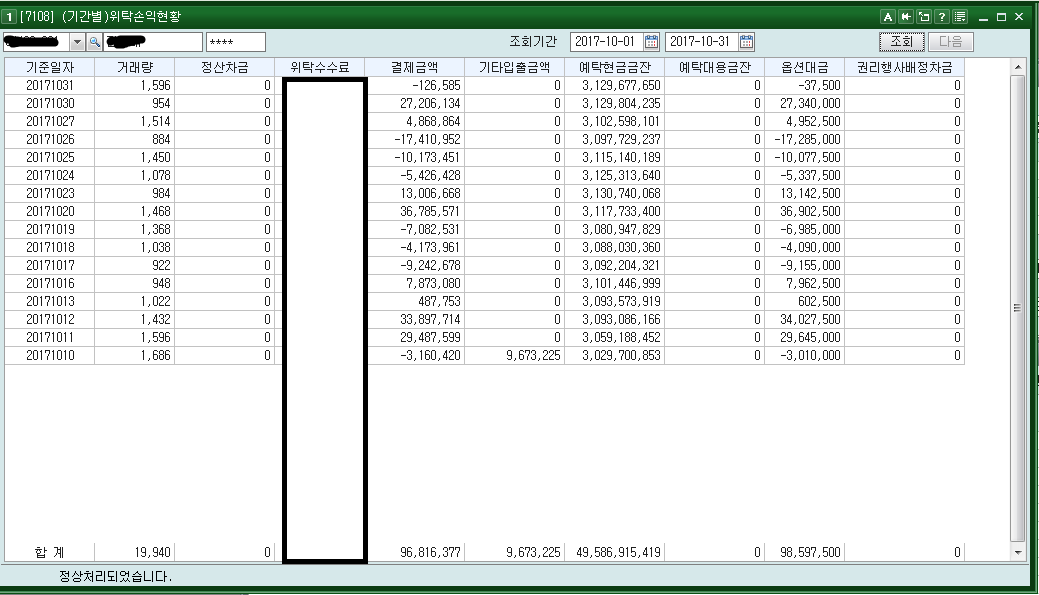 1 [7108] (기간별)위탁손익현황 A ?
**** 조회기간 2017-10-01 2017-10-31 조회 다음
기준일자 거래량 정산차금 위탁수수료 결제금액 기타입출금액 예탁현금잔 예탁대용금잔 옵션대금 권리행사배정차금
20171031 1,596 0 -126,585 0 3,129,677,650 0 -37,500 0
20171030 954 0 27,206,134 0 3,129,804,235 0 27,340,000 0
20171027 1,514 0 4,868,864 0 3,102,598,101 0 4,952,500 0
20171026 884 0 -17,410,952 0 3,097,729,237 0 -17,285,000 0
20171025 1,450 0 -10,173,451 0 3,115,140,189 0 -10,077,500 0
20171024 1,078 0 -5,426,428 0 3,125,313,640 0 -5,337,500 0
20171023 984 0 13,006,668 0 3,130,740,068 0 13,142,500 0
20171020 1,468 0 36,785,571 0 3,117,733,400 0 36,902,500 0
20171019 1,368 0 -7,082,531 0 3,080,947,829 0 -6,985,000 0
20171018 1,038 0 -4,173,961 0 3,088,030,360 0 -4,090,000 0
20171017 922 0 -9,242,678 0 3,092,204,321 0 -9,155,000 0
20171016 948 0 7,873,080 0 3,101,446,999 0 7,962,500 0
20171013 1,022 0 487,753 0 3,093,573,919 0 602,500 0
20171012 1,432 0 33,897,714 0 3,093,086,166 0 34,027,500 0
20171011 1,596 0 29,487,599 0 3,059,188,452 0 29,645,000 0
20171010 1,686 0 -3,160,420 9,673,225 3,029,700,853 0 -3,010,000 0
합 계 19,940 0 96,816,377 9,673,225 49,586,915,419 0 98,597,500 0
정상처리되었습니다.